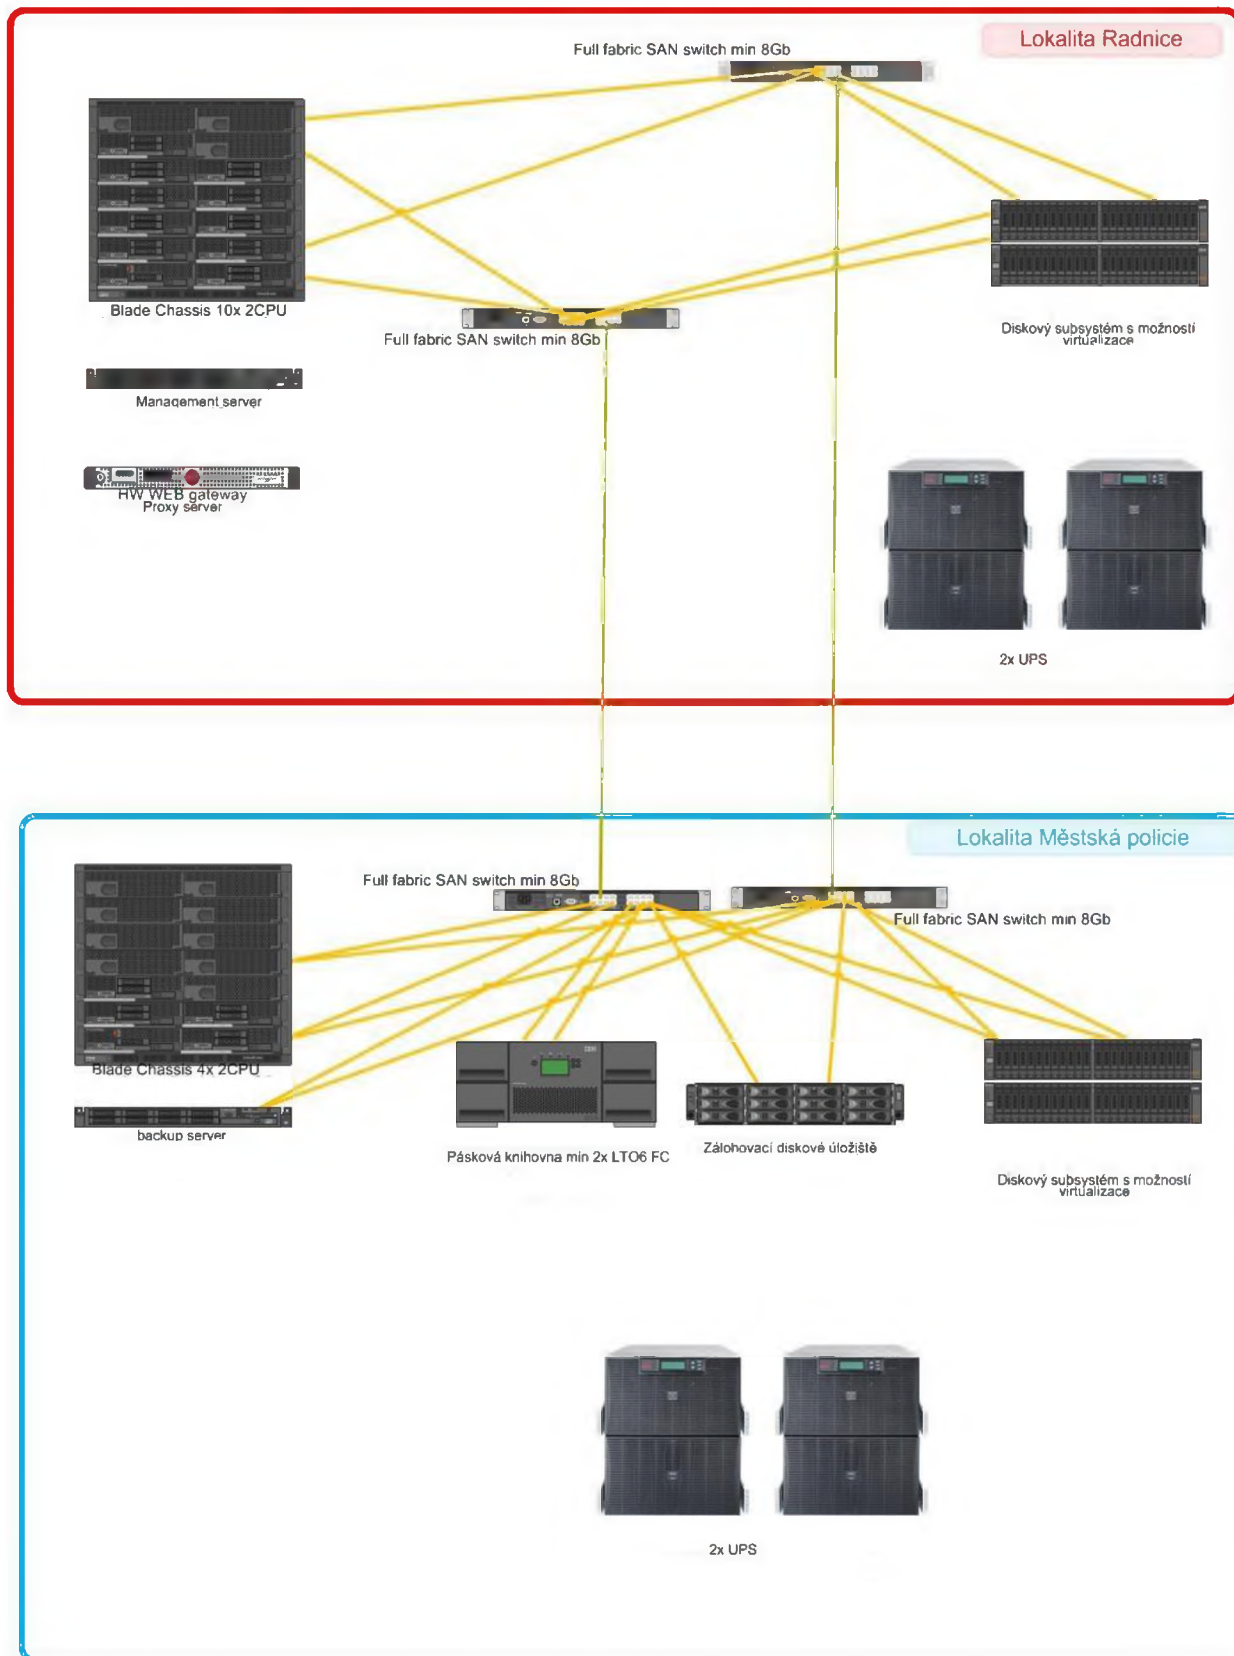 Lokalita Radnice
Full fabric SAN switch min 8Gb
Blade Chassis 10x 2CPU
Full fabric SAN switch min 8Gb
Diskový subsystém s možností
virtualizace
Management server
HW WEB gateway
Proxy server
2x UPS
Lokalita Městská policie
Full fabric SAN switch min 8Gb
Full fabric SAN switch min 8Gb
Blade Chassis 4x 2CPU
backup server
Pásková knihovna min 2x LTO6 FC
Zálohovací diskové úložiště
Diskový subsystém s možností
virtualizace
2x UPS